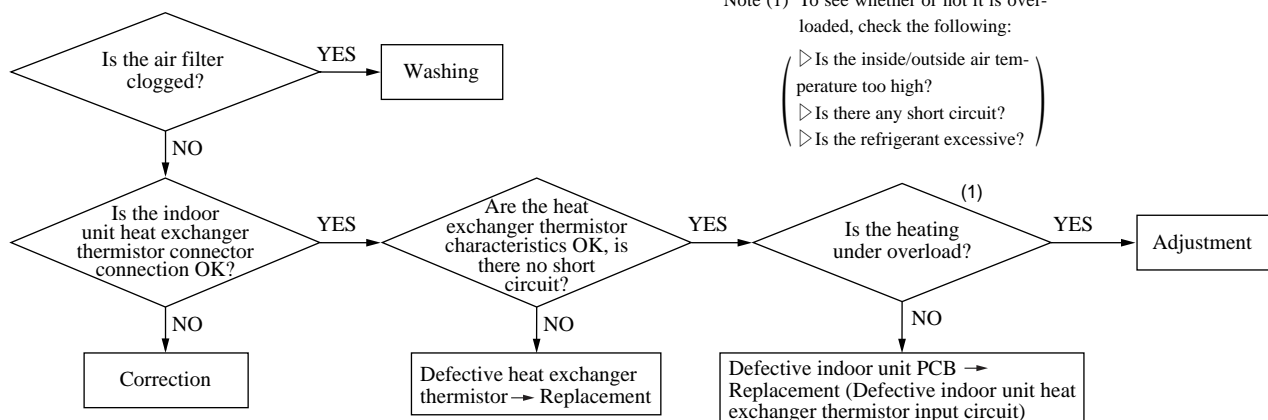 Note (1) To see whether or not it is over-
loaded, check the following:
▷Is the inside/outside air tem-
perature too high?
▷Is there any short circuit?
▷Is the refrigerant excessive?
Is the air filter
clogged?
YES
Washing
NO
Is the indoor
unit heat exchanger
thermistor connector
connection OK?
YES
Are the heat
exchanger thermistor
characteristics OK, is
there no short
circuit?
YES
(1)
Is the heating
under overload?
YES
Adjustment
NO
Correction
NO
Defective heat exchanger
thermistor → Replacement
NO
Defective indoor unit PCB →
Replacement (Defective indoor unit heat
exchanger thermistor input circuit)